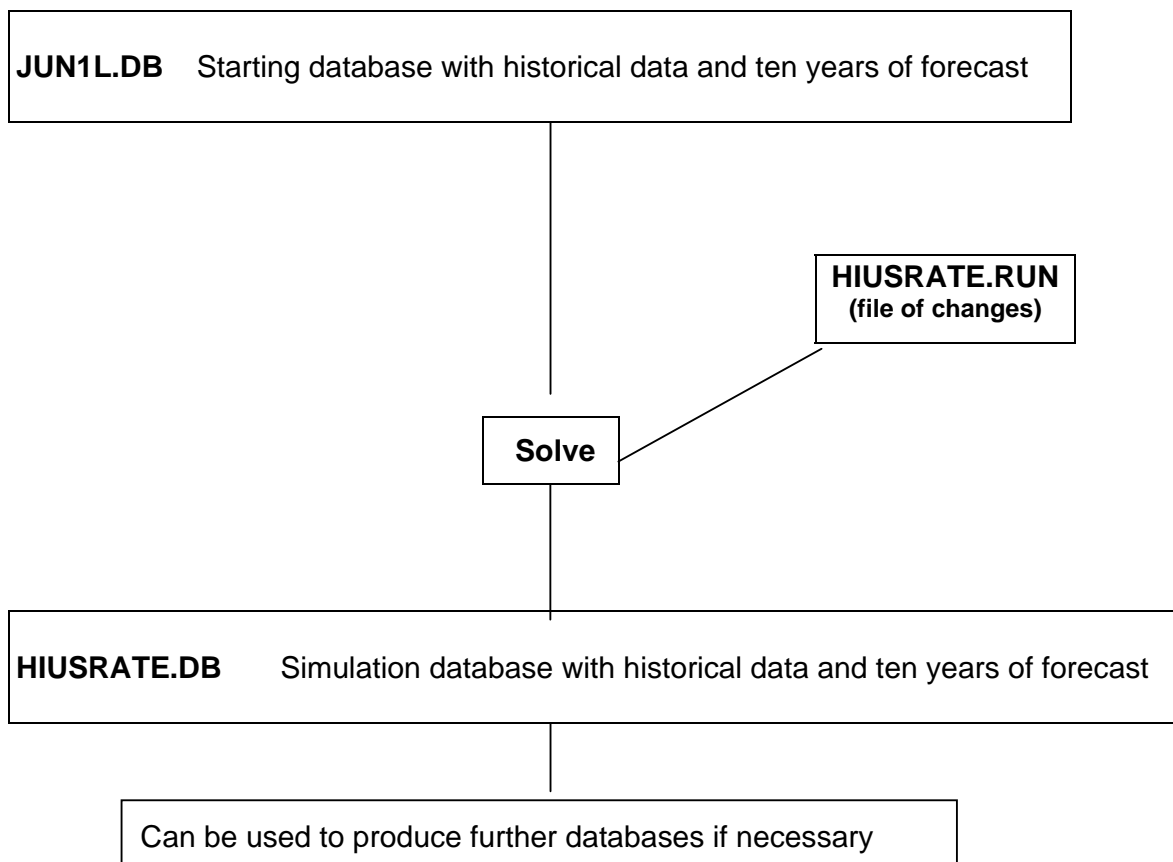 JUN1L.DB Starting database with historical data and ten years of forecast
HIUSRATE.RUN
(file of changes)
Solve
HIUSRATE.DB Simulation database with historical data and ten years of forecast
Can be used to produce further databases if necessary